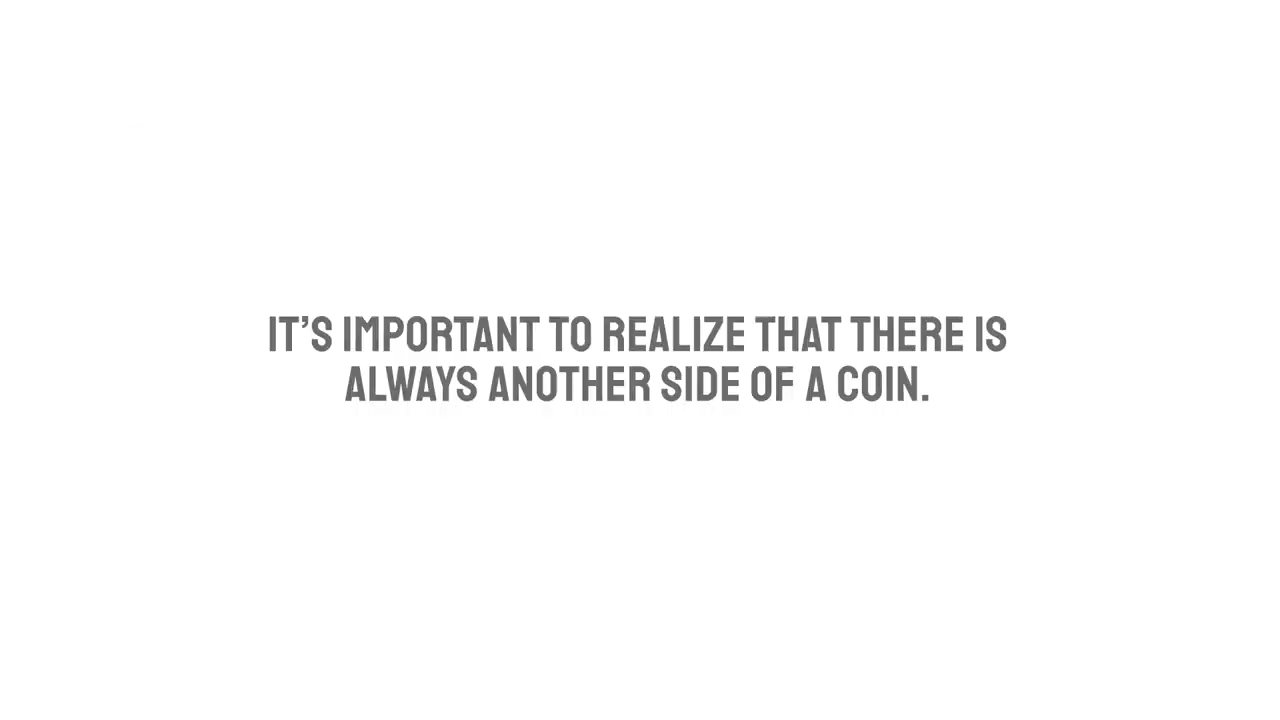 IT’S IMPORTANT TO REALIZE THAT THERE IS
ALWAYS ANOTHER SIDE OF A COIN.